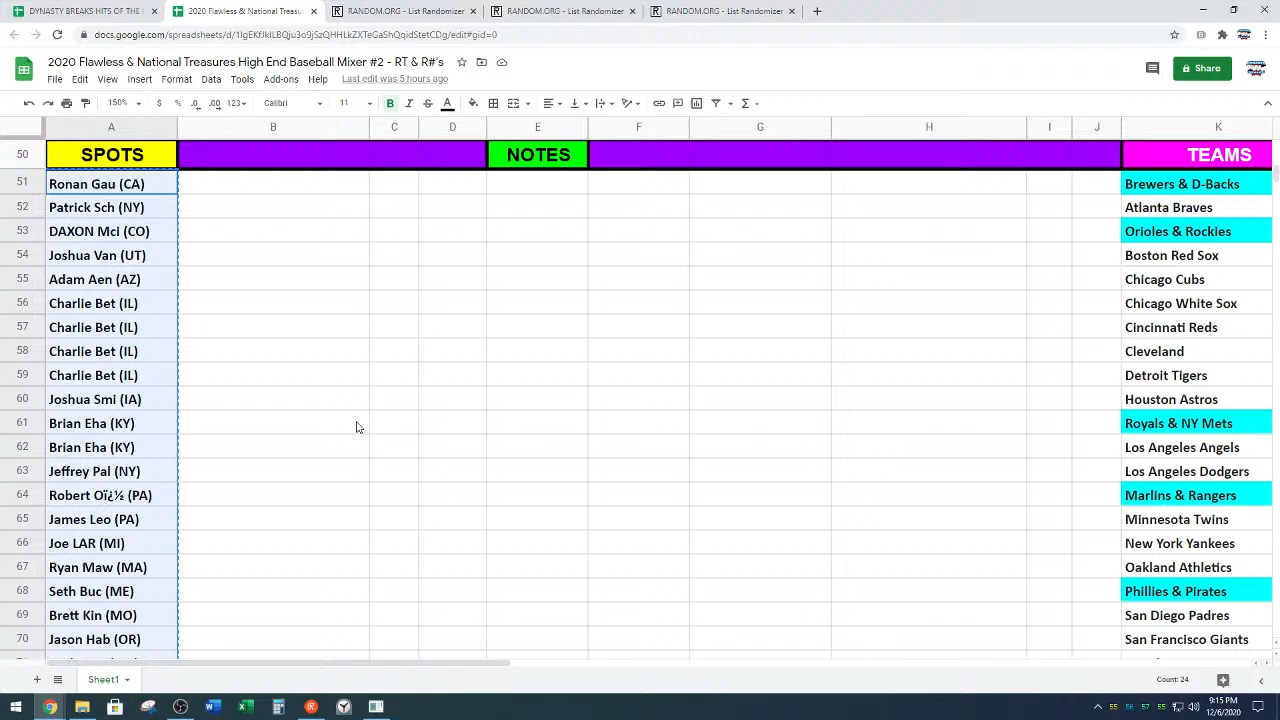 DYNASTY BREAKS HITS OF THE
2020 Flawless & National Treasu
RANDOM.ORG - List Randomizer
RANDOM.ORG - List Randomizer
RANDOM.ORG - List Randomizer
2020 Flawless & National Treasures High End Baseball Mixer #2 - RT & R#'s
Share
File Edit View Insert Format Data Tools Add-ons Help Last edit was 5 hours ago
150% $ % .0 .00 123 Calibri 11 B I S A
A B C D E F G H I J K
50 SPOTS NOTES TEAMS
51 Ronan Gau (CA) Brewers & D-Backs
52 Patrick Sch (NY) Atlanta Braves
53 DAXON Mci (CO) Orioles & Rockies
54 Joshua Van (UT) Boston Red Sox
55 Adam Aen (AZ) Chicago Cubs
56 Charlie Bet (IL) Chicago White Sox
57 Charlie Bet (IL) Cincinnati Reds
58 Charlie Bet (IL) Cleveland
59 Charlie Bet (IL) Detroit Tigers
60 Joshua Smi (IA) Houston Astros
61 Brian Eha (KY) Royals & NY Mets
62 Brian Eha (KY) Los Angeles Angels
63 Jeffrey Pal (NY) Los Angeles Dodgers
64 Robert Oï¿½ (PA) Marlins & Rangers
65 James Leo (PA) Minnesota Twins
66 Joe LAR (MI) New York Yankees
67 Ryan Maw (MA) Oakland Athletics
68 Seth Buc (ME) Phillies & Pirates
69 Brett Kin (MO) San Diego Padres
70 Jason Hab (OR) San Francisco Giants
Sheet1 Count: 24
55 56 57 55 9:15 PM
12/6/2020